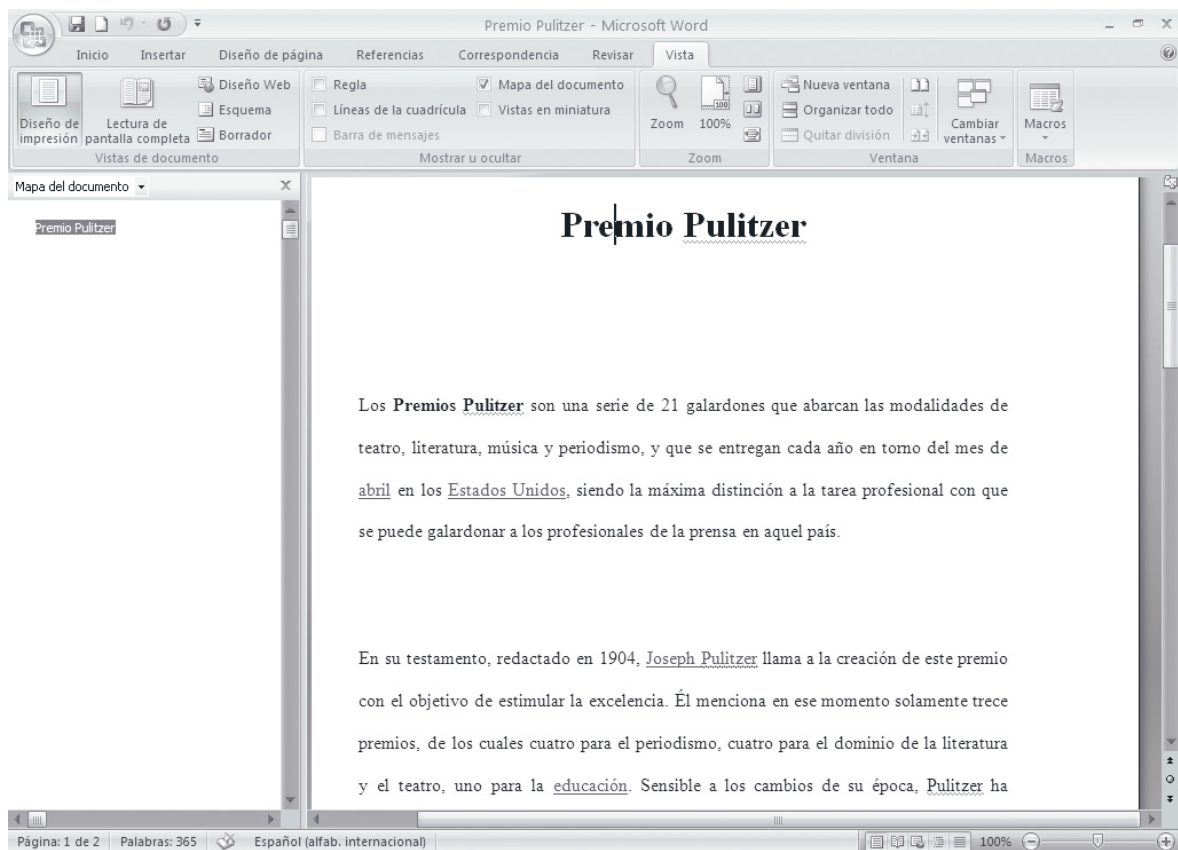 Premio Pulitzer - Microsoft Word
Inicio Insertar Diseño de página Referencias Correspondencia Revisar Vista
Diseño de impresión
Lectura de pantalla completa
Diseño Web
Esquema
Borrador
Vistas de documento
Regla
Líneas de la cuadrícula
Barra de mensajes
Mapa del documento
Vistas en miniatura
Mostrar u ocultar
Zoom
100
100%
Zoom
Nueva ventana
Organizar todo
Quitar división
Cambiar ventanas
Ventana
Macros
Macros
Mapa del documento
Premio Pulitzer
Premio Pulitzer
Los Premios Pulitzer son una serie de 21 galardones que abarcan las modalidades de
teatro, literatura, música y periodismo, y que se entregan cada año en torno del mes de
abril en los Estados Unidos, siendo la máxima distinción a la tarea profesional con que
se puede galardonar a los profesionales de la prensa en aquel país.
En su testamento, redactado en 1904, Joseph Pulitzer llama a la creación de este premio
con el objetivo de estimular la excelencia. Él menciona en ese momento solamente trece
premios, de los cuales cuatro para el periodismo, cuatro para el dominio de la literatura
y el teatro, uno para la educación. Sensible a los cambios de su época, Pulitzer ha
Página: 1 de 2 Palabras: 365 Español (alfab. internacional) 100%